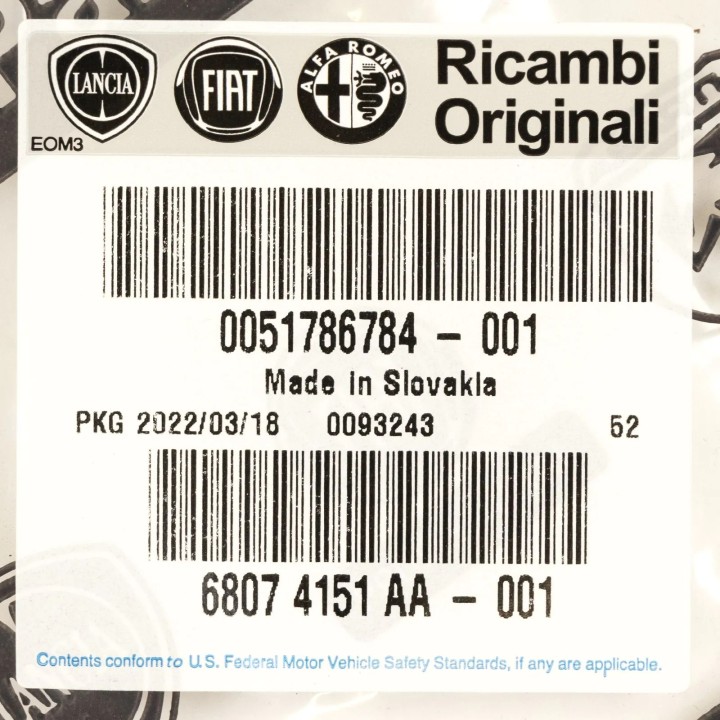 LANCIA FIAT ALFA ROMEO
Ricambi
Originali
EOM3
0051786784 - 001
Made in Slovakia
PKG 2022/03/18 0093243 52
6807 4151 AA - 001
Contents conform to U.S. Federal Motor Vehicle Safety Standards, if any are applicable.